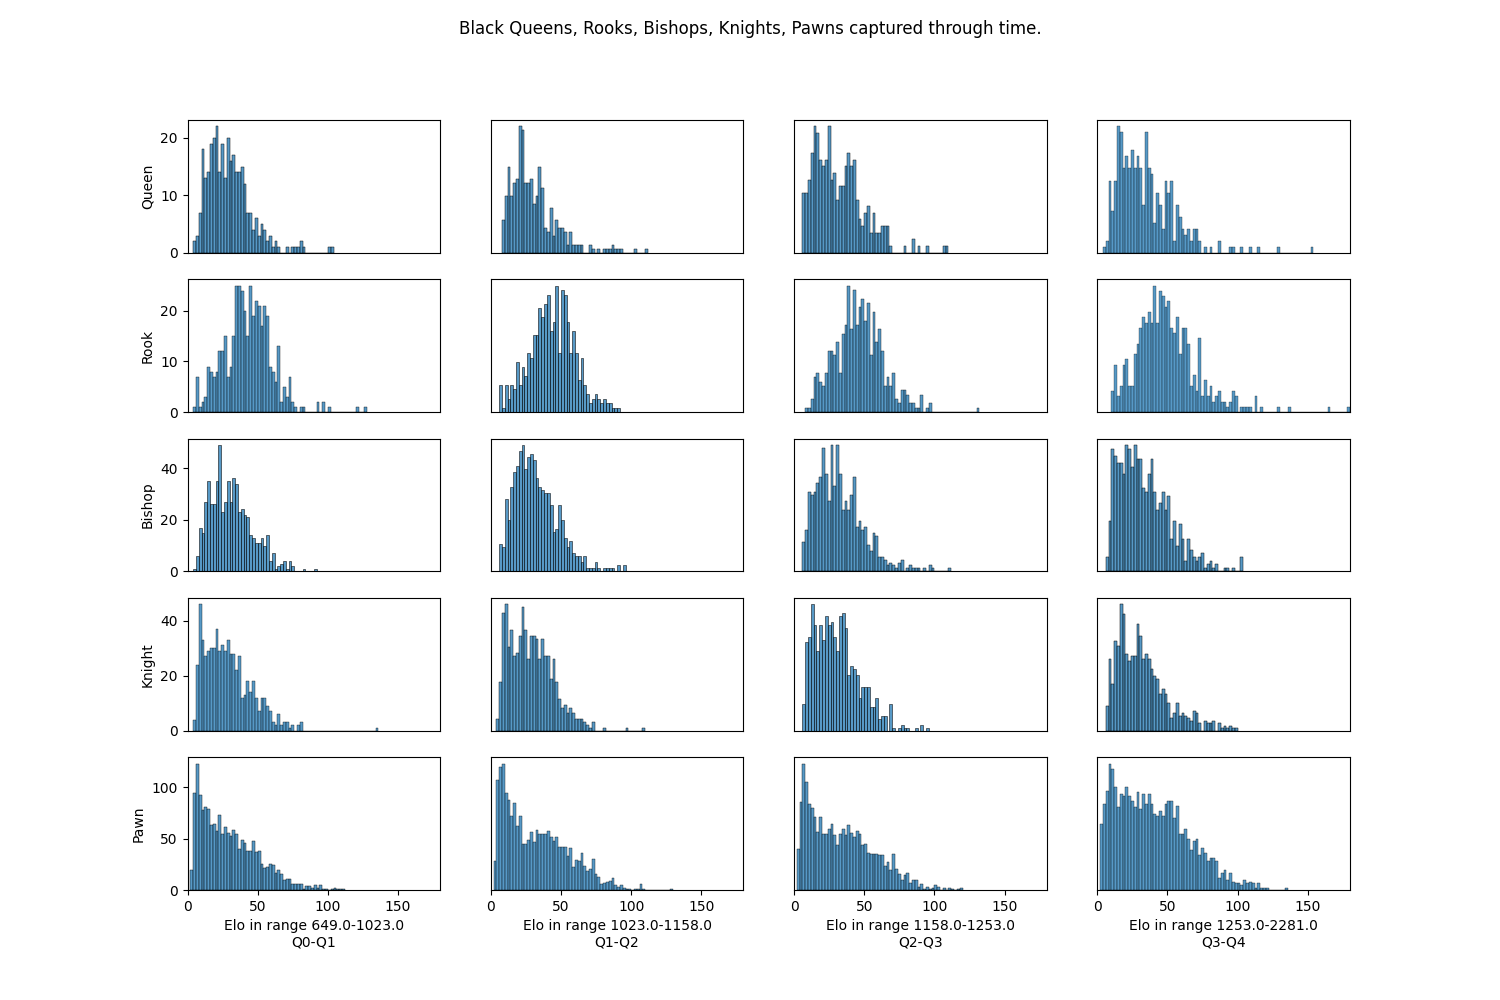 Black Queens, Rooks, Bishops, Knights, Pawns captured through time.
20
10
0
Queen
20
10
0
Rook
40
20
0
Bishop
40
20
0
Knight
100
50
0
Pawn
0 50 100 150
0 50 100 150
0 50 100 150
0 50 100 150
Elo in range 649.0-1023.0
Q0-Q1
Elo in range 1023.0-1158.0
Q1-Q2
Elo in range 1158.0-1253.0
Q2-Q3
Elo in range 1253.0-2281.0
Q3-Q4